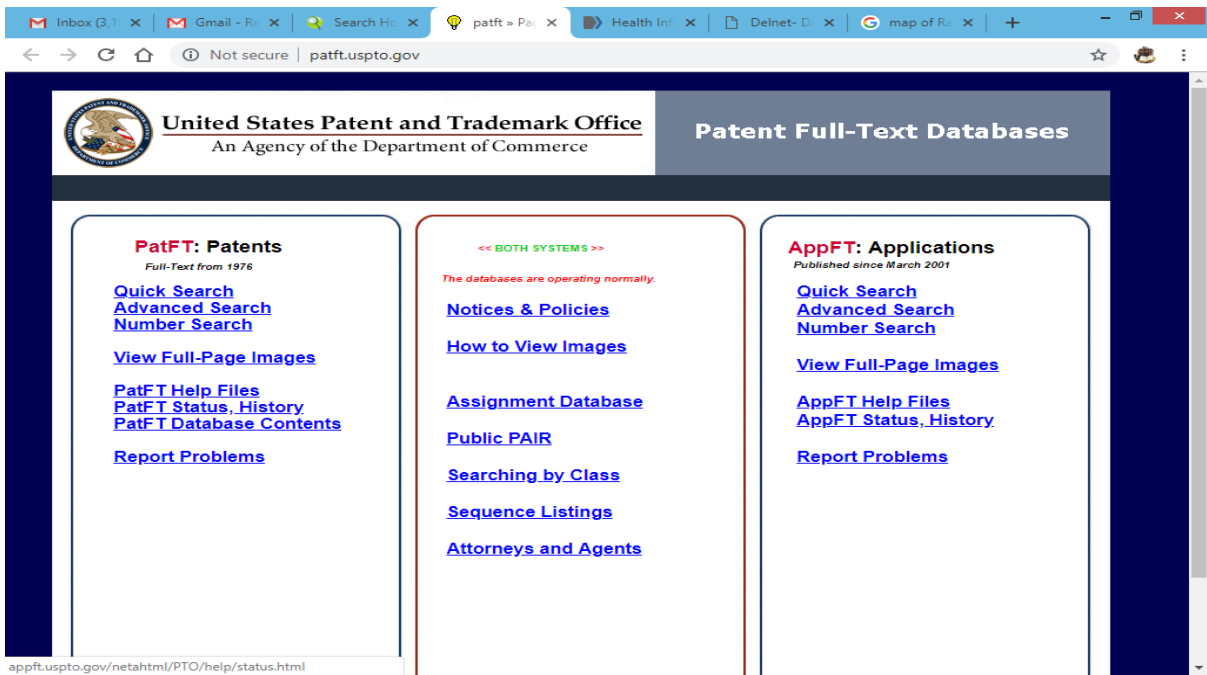 Inbox (3,1
Gmail - Re
Search Ho
patft » Pag
Health Inf
Delnet- D
map of Ra
Not secure | patft.uspto.gov
United States Patent and Trademark Office
An Agency of the Department of Commerce
Patent Full-Text Databases
PatFT: Patents
Full-Text from 1976
Quick Search
Advanced Search
Number Search
View Full-Page Images
PatFT Help Files
PatFT Status, History
PatFT Database Contents
Report Problems
<< BOTH SYSTEMS >>
The databases are operating normally.
Notices & Policies
How to View Images
Assignment Database
Public PAIR
Searching by Class
Sequence Listings
Attorneys and Agents
AppFT: Applications
Published since March 2001
Quick Search
Advanced Search
Number Search
View Full-Page Images
AppFT Help Files
AppFT Status, History
Report Problems
appft.uspto.gov/netahtml/PTO/help/status.html